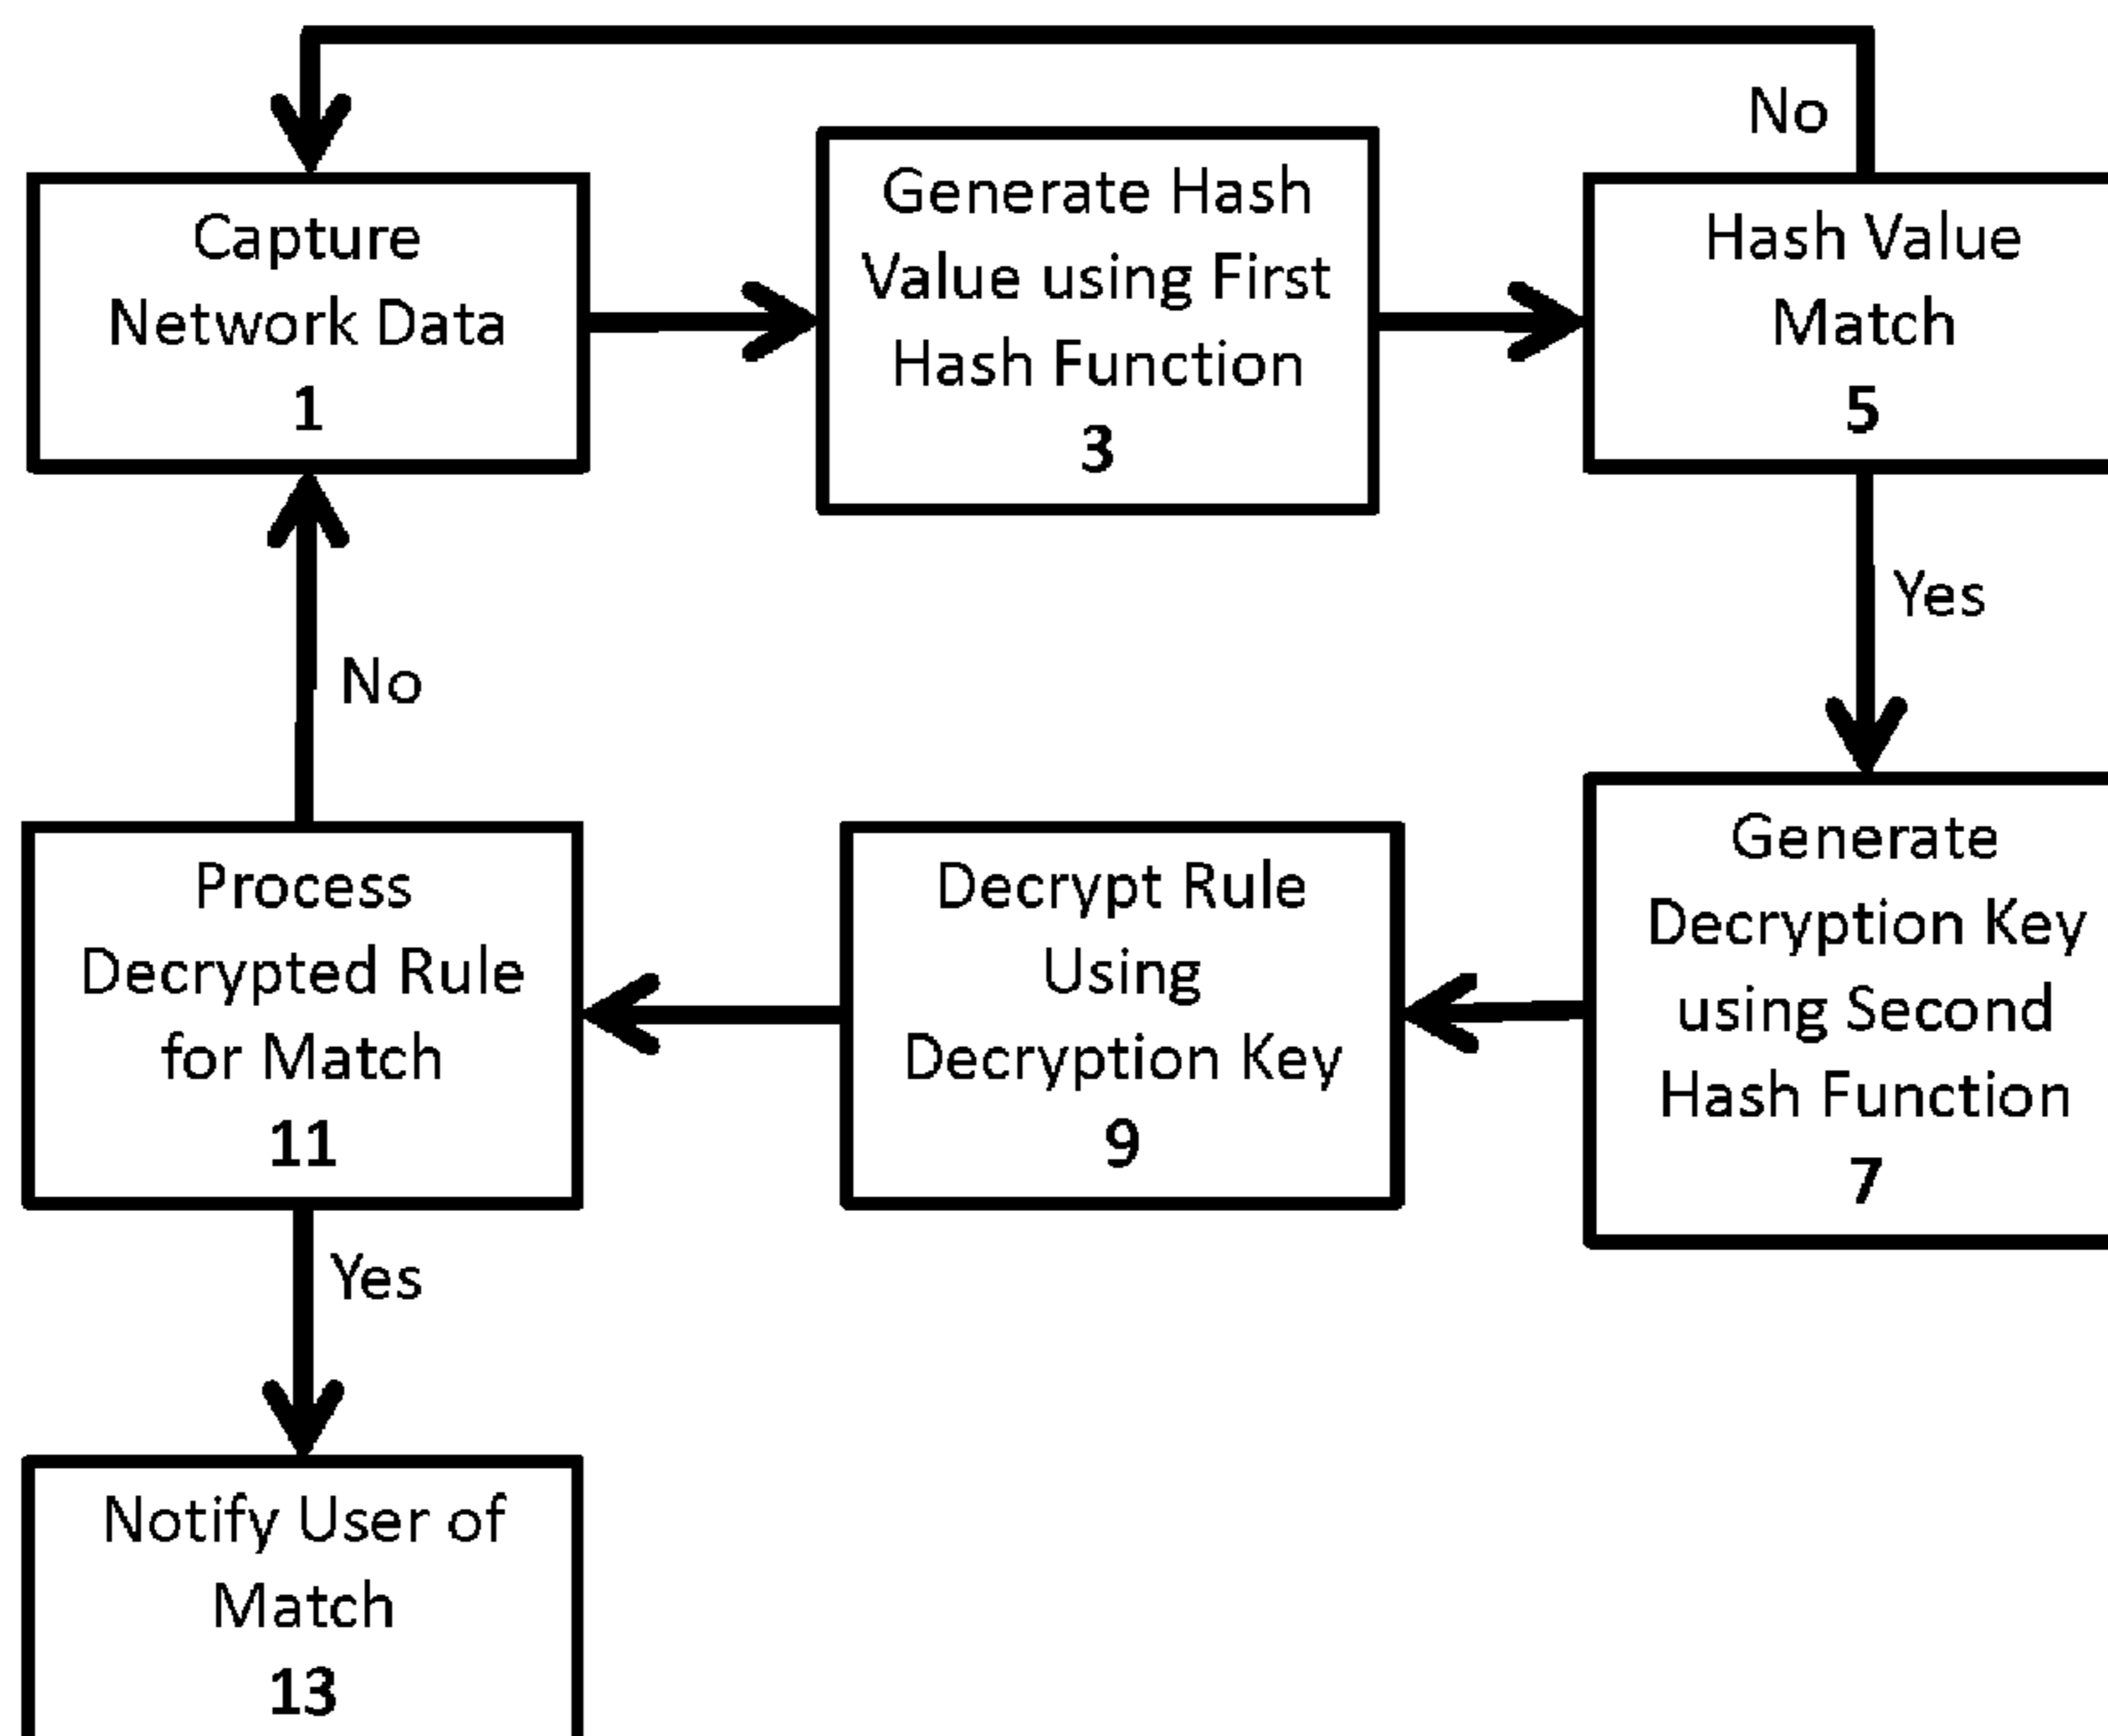 No
Capture
Network Data
1
Generate Hash
Value using First
Hash Function
3
Hash Value
Match
5
No
Yes
Process
Decrypted Rule
for Match
11
Decrypt Rule
Using
Decryption Key
9
Generate
Decryption Key
using Second
Hash Function
7
Yes
Notify User of
Match
13